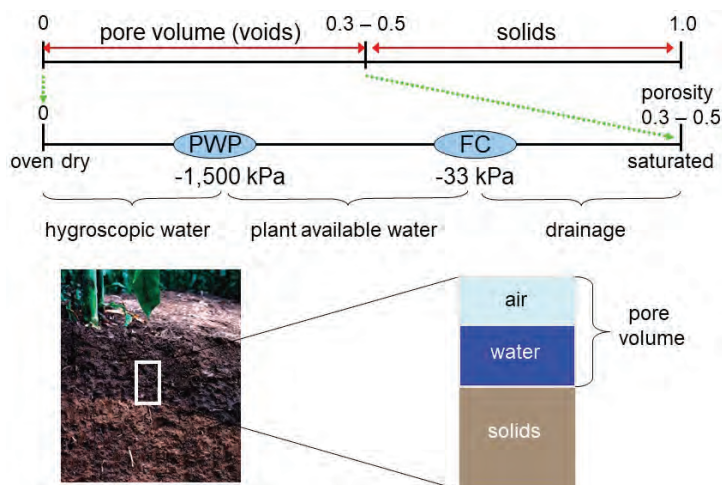 0
pore volume (voids)
0.3 – 0.5
solids
1.0
0
porosity
0.3 – 0.5
PWP
FC
oven dry
saturated
-1,500 kPa
-33 kPa
hygroscopic water
plant available water
drainage
air
water
solids
pore
volume